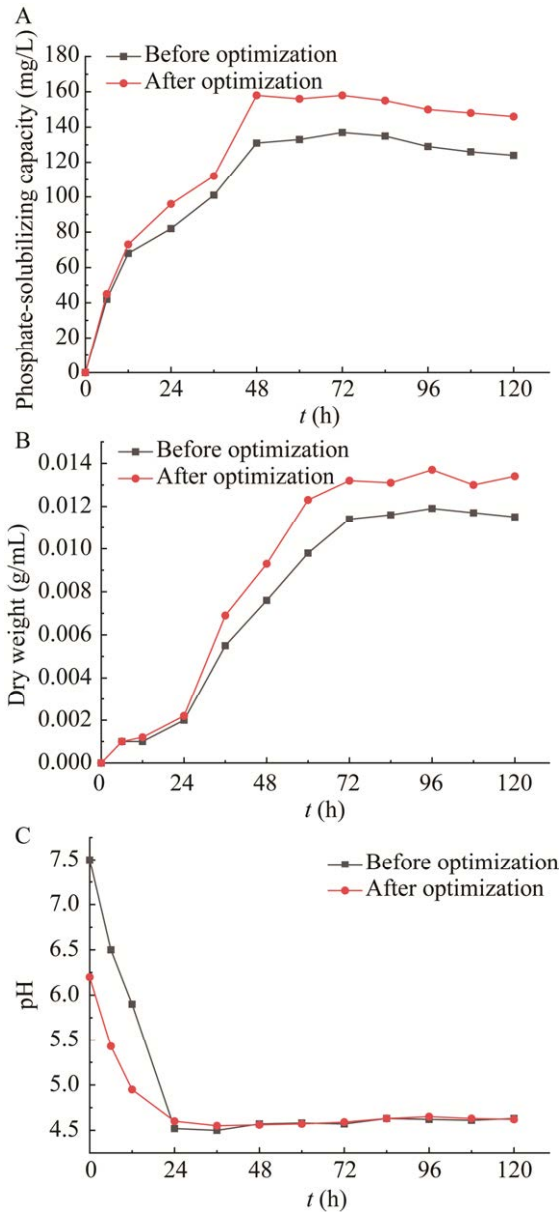 A
Before optimization
After optimization
Phosphate-solubilizing capacity (mg/L)
180
160
140
120
100
80
60
40
20
0
0 24 48 72 96 120
t (h)
B
Before optimization
After optimization
Dry weight (g/mL)
0.014
0.012
0.010
0.008
0.006
0.004
0.002
0.000
0 24 48 72 96 120
t (h)
C
Before optimization
After optimization
pH
7.5
7.0
6.5
6.0
5.5
5.0
4.5
0 24 48 72 96 120
t (h)